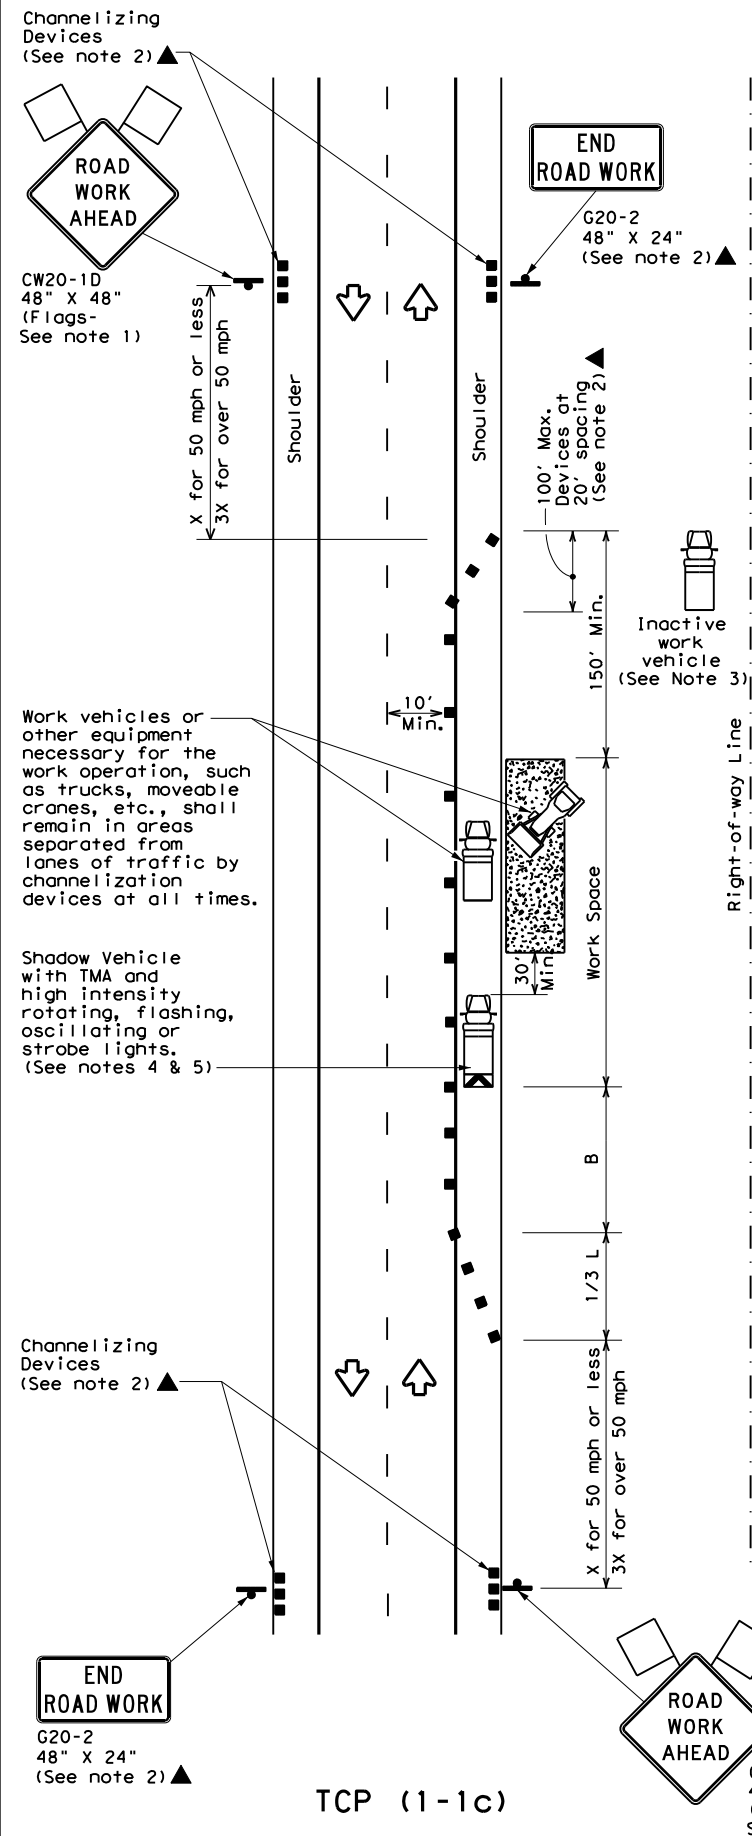 Channelizing
Devices
(See note 2)
ROAD
WORK
AHEAD
CW20-1D
48" X 48"
(Flags-
See note 1)
END
ROAD WORK
G20-2
48" X 24"
(See note 2)
X for 50 mph or less
3X for over 50 mph
Shoulder
Shoulder
100' Max.
Devices at
20' spacing
(See note 2)
150' Min.
Inactive
work
vehicle
(See Note 3)
10'
Min.
Work vehicles or
other equipment
necessary for the
work operation, such
as trucks, moveable
cranes, etc., shall
remain in areas
separated from
lanes of traffic by
channelization
devices at all times.
Right-of-way Line
Work Space
30'
Min.
Shadow Vehicle
with TMA and
high intensity
rotating, flashing,
oscillating or
strobe lights.
(See notes 4 & 5)
B
1/3 L
Channelizing
Devices
(See note 2)
X for 50 mph or less
3X for over 50 mph
END
ROAD WORK
G20-2
48" X 24"
(See note 2)
ROAD
WORK
AHEAD
TCP (1-1c)